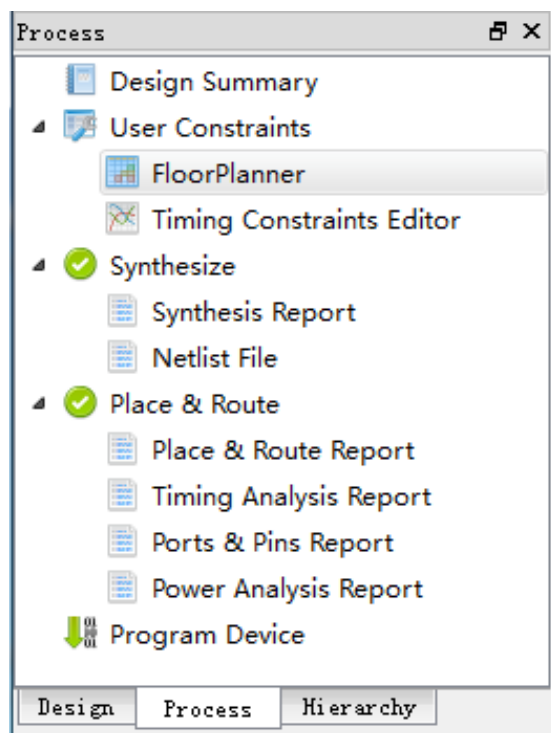 Process
Design Summary
User Constraints
FloorPlanner
Timing Constraints Editor
Synthesize
Synthesis Report
Netlist File
Place & Route
Place & Route Report
Timing Analysis Report
Ports & Pins Report
Power Analysis Report
Program Device
Design Process Hierarchy